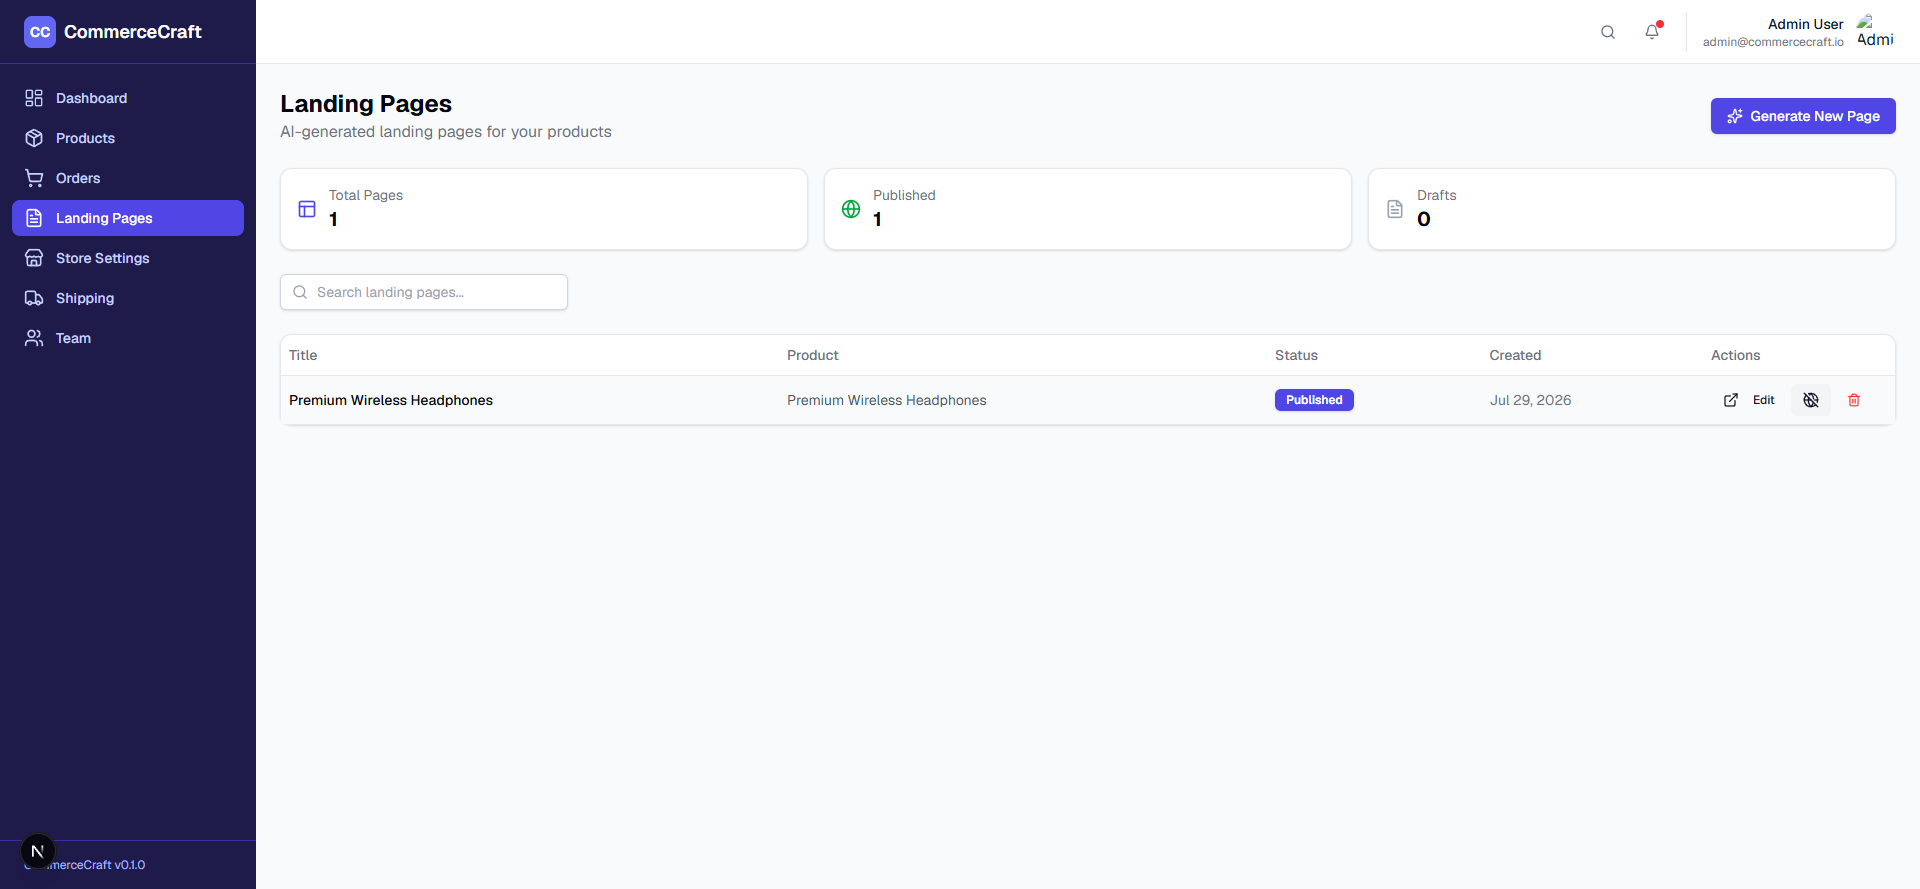 CC CommerceCraft
Dashboard
Products
Orders
Landing Pages
Store Settings
Shipping
Team
N
merceCraft v0.1.0
Admin User
admin@commercecraft.io
Admi
Landing Pages
AI-generated landing pages for your products
Generate New Page
Total Pages
1
Published
1
Drafts
0
Search landing pages...
Title Product Status Created Actions
Premium Wireless Headphones Premium Wireless Headphones Published Jul 29, 2026 Edit